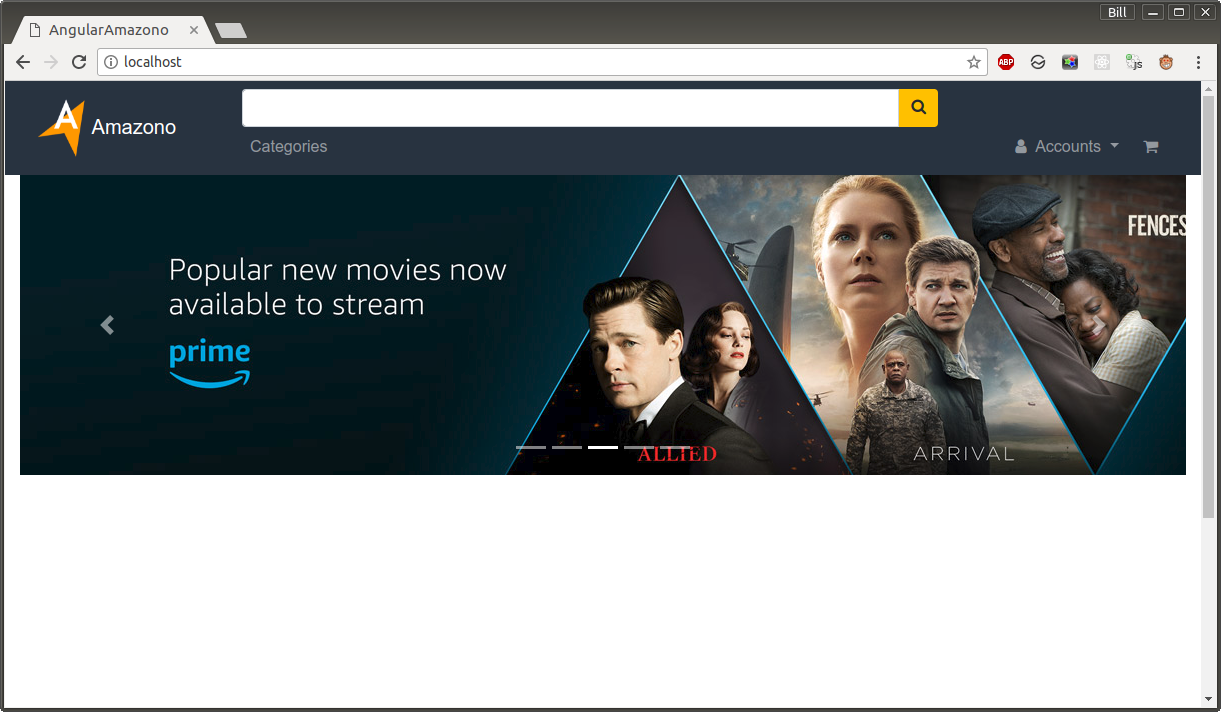 Bill
AngularAmazono
localhost
ABP
js
A
Amazono
Categories
Accounts
FENCES
Popular new movies now
available to stream
prime
ALLIED
ARRIVAL